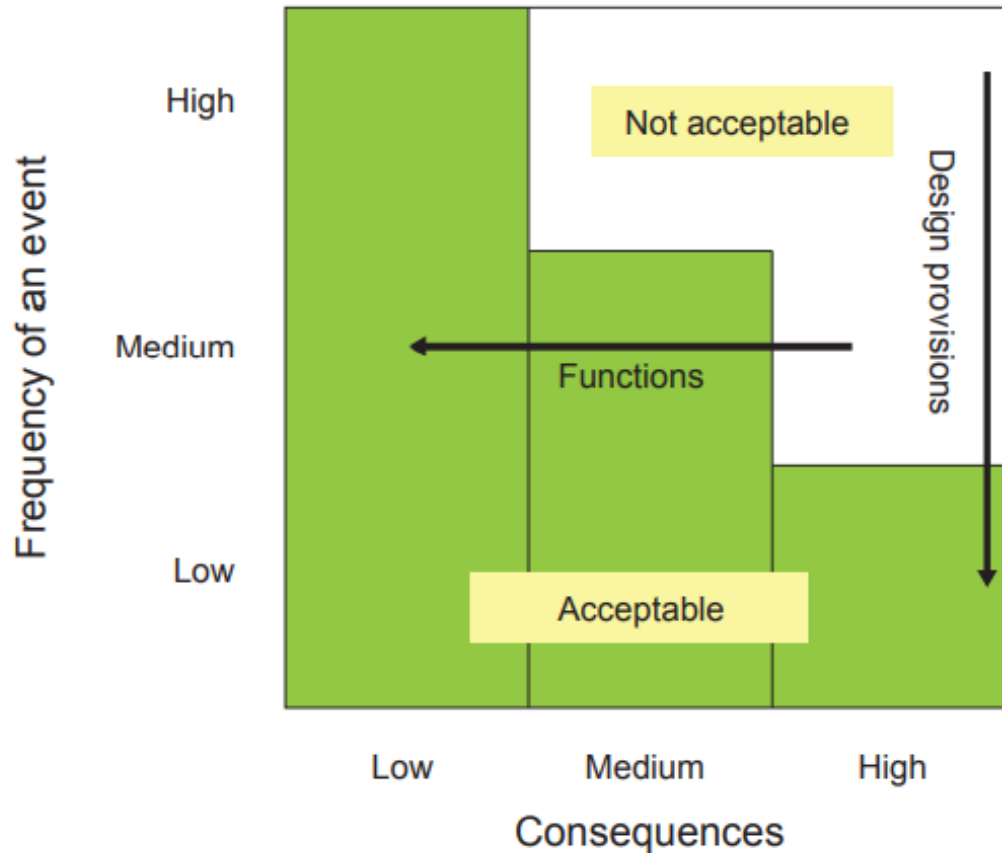 Frequency of an event
High
Medium
Low
Not acceptable
Design provisions
Functions
Acceptable
Low
Medium
High
Consequences